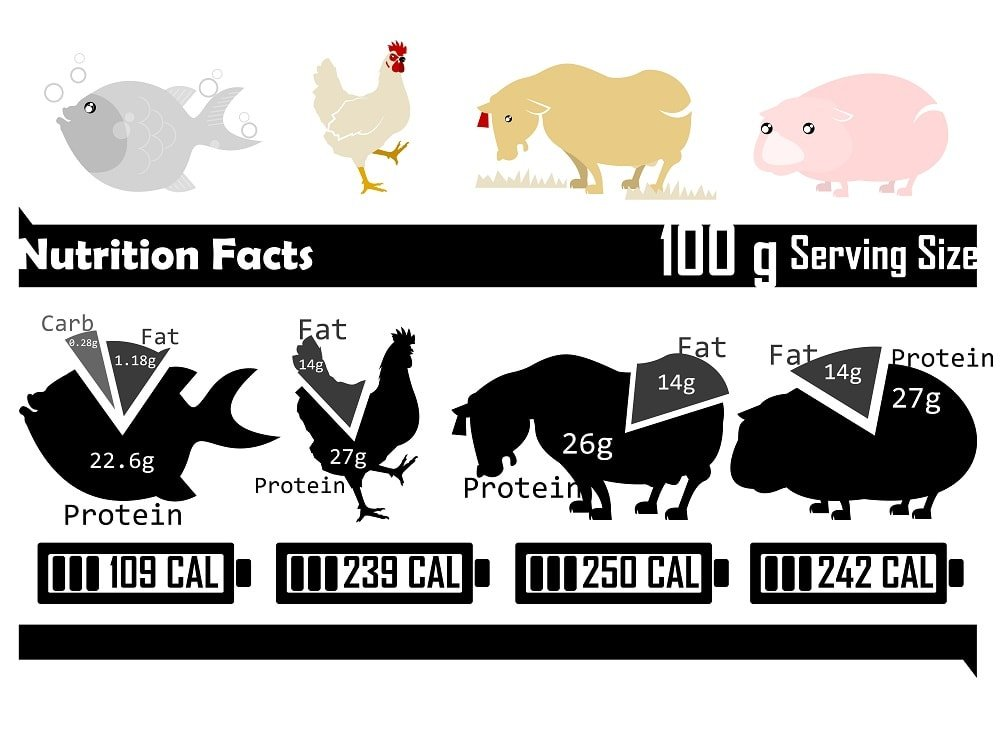 Nutrition Facts
100 g Serving Size
Carb
0.28g
Fat
1.18g
22.6g
Protein
Fat
14g
27g
Protein
Fat
14g
26g
Protein
Fat
14g
Protein
27g
109 CAL
239 CAL
250 CAL
242 CAL